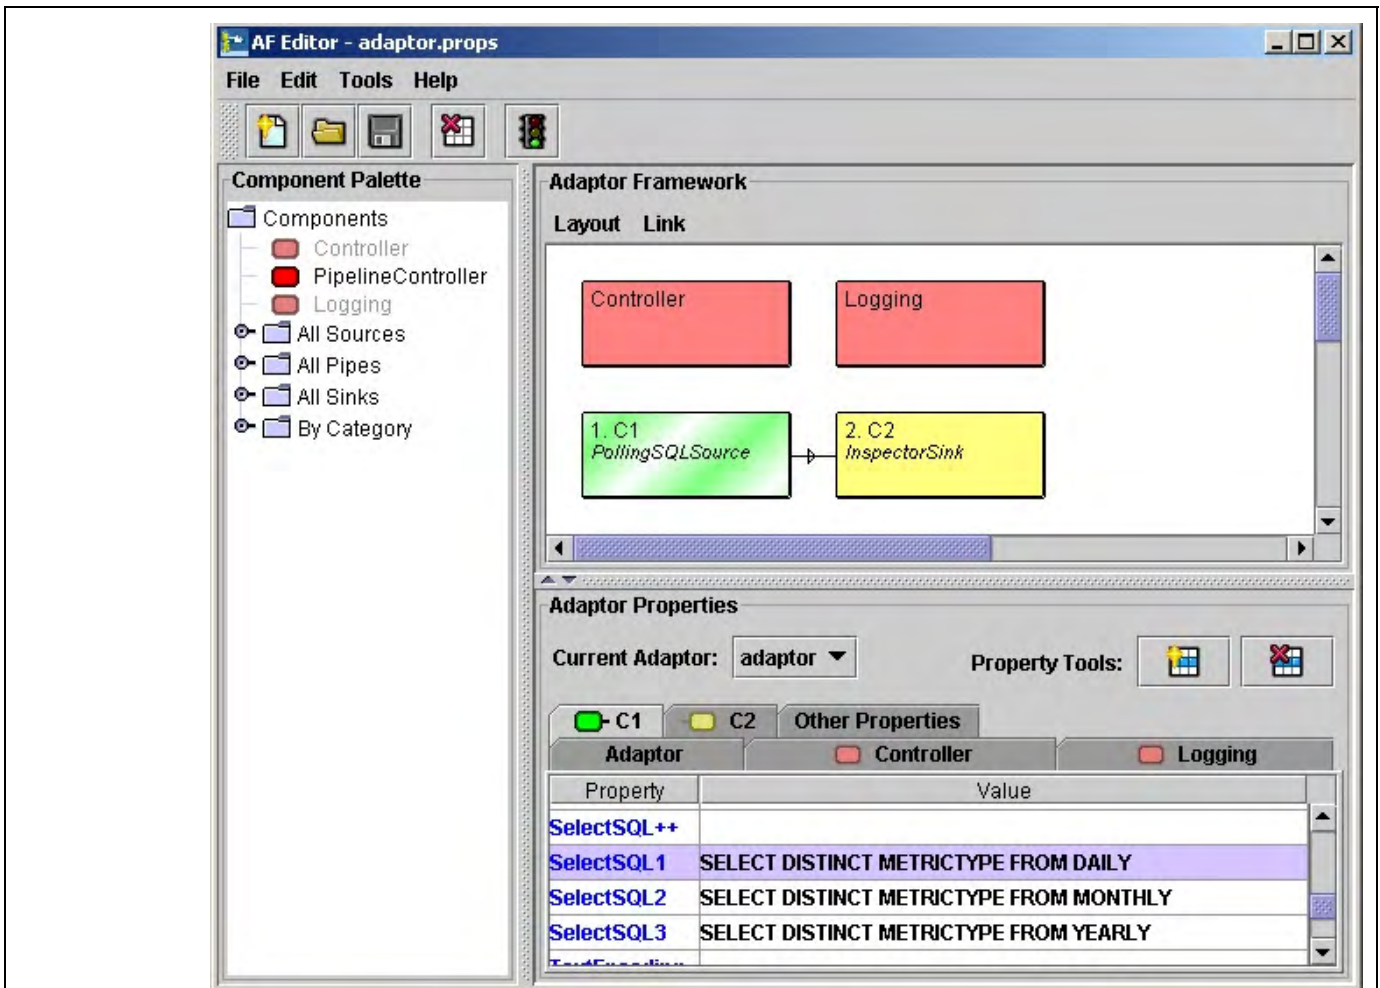 AF Editor - adaptor.props
File Edit Tools Help
Component Palette
Components
Controller
PipelineController
Logging
All Sources
All Pipes
All Sinks
By Category
Adaptor Framework
Layout Link
Controller
Logging
1. C1
PollingSQLSource
2. C2
InspectorSink
Adaptor Properties
Current Adaptor: adaptor
Property Tools:
C1 C2 Other Properties
Adaptor Controller Logging
Property Value
SelectSQL++
SelectSQL1 SELECT DISTINCT METRICTYPE FROM DAILY
SelectSQL2 SELECT DISTINCT METRICTYPE FROM MONTHLY
SelectSQL3 SELECT DISTINCT METRICTYPE FROM YEARLY